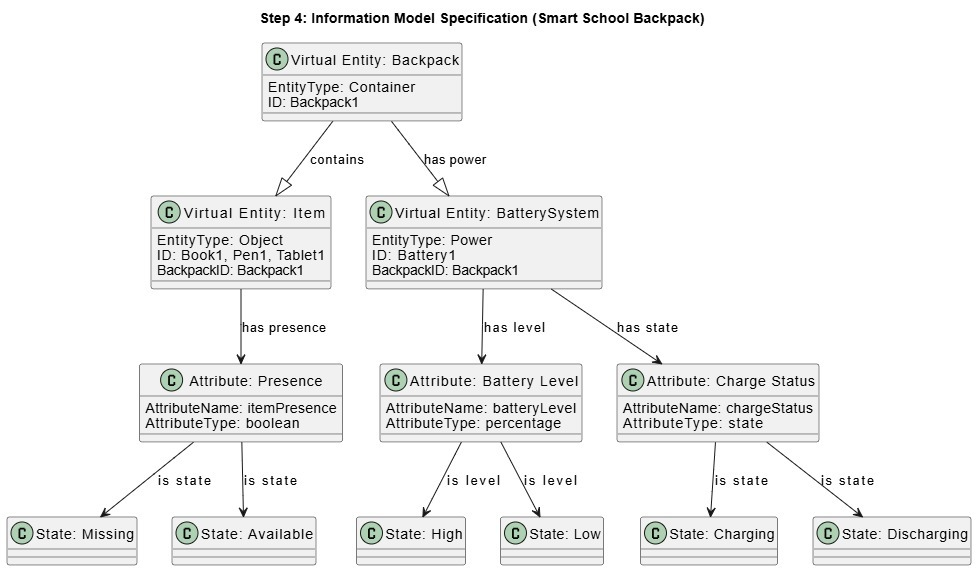 Step 4: Information Model Specification (Smart School Backpack)
C Virtual Entity: Backpack
EntityType: Container
ID: Backpack1
contains
has power
C Virtual Entity: Item
EntityType: Object
ID: Book1, Pen1, Tablet1
BackpackID: Backpack1
C Virtual Entity: BatterySystem
EntityType: Power
ID: Battery1
BackpackID: Backpack1
has presence
has level
has state
C Attribute: Presence
AttributeName: itemPresence
AttributeType: boolean
C Attribute: Battery Level
AttributeName: batteryLevel
AttributeType: percentage
C Attribute: Charge Status
AttributeName: chargeStatus
AttributeType: state
is state
is state
is level
is level
is state
is state
C State: Missing
C State: Available
C State: High
C State: Low
C State: Charging
C State: Discharging